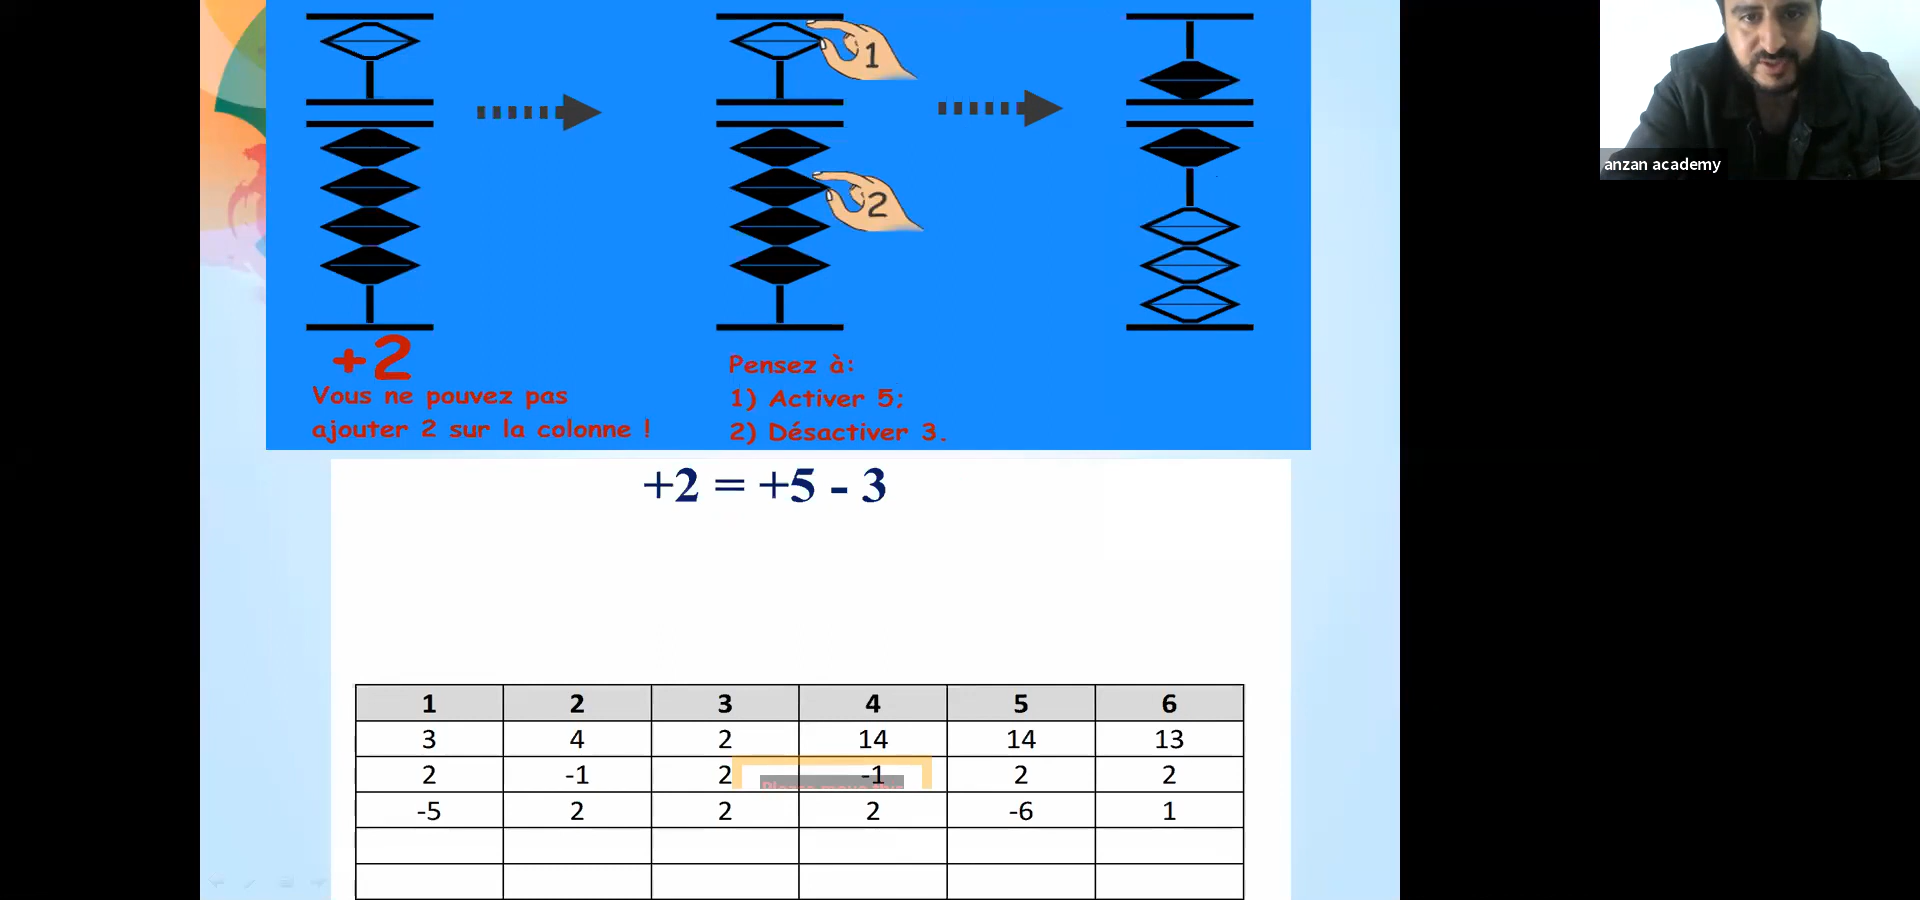 1
2
anzan academy
+2
Vous ne pouvez pas
ajouter 2 sur la colonne !
Pensez à:
1) Activer 5;
2) Désactiver 3.
+2 = +5 - 3
1 2 3 4 5 6
3 4 2 14 14 13
2 -1 2 -1 2 2
-5 2 2 2 -6 1